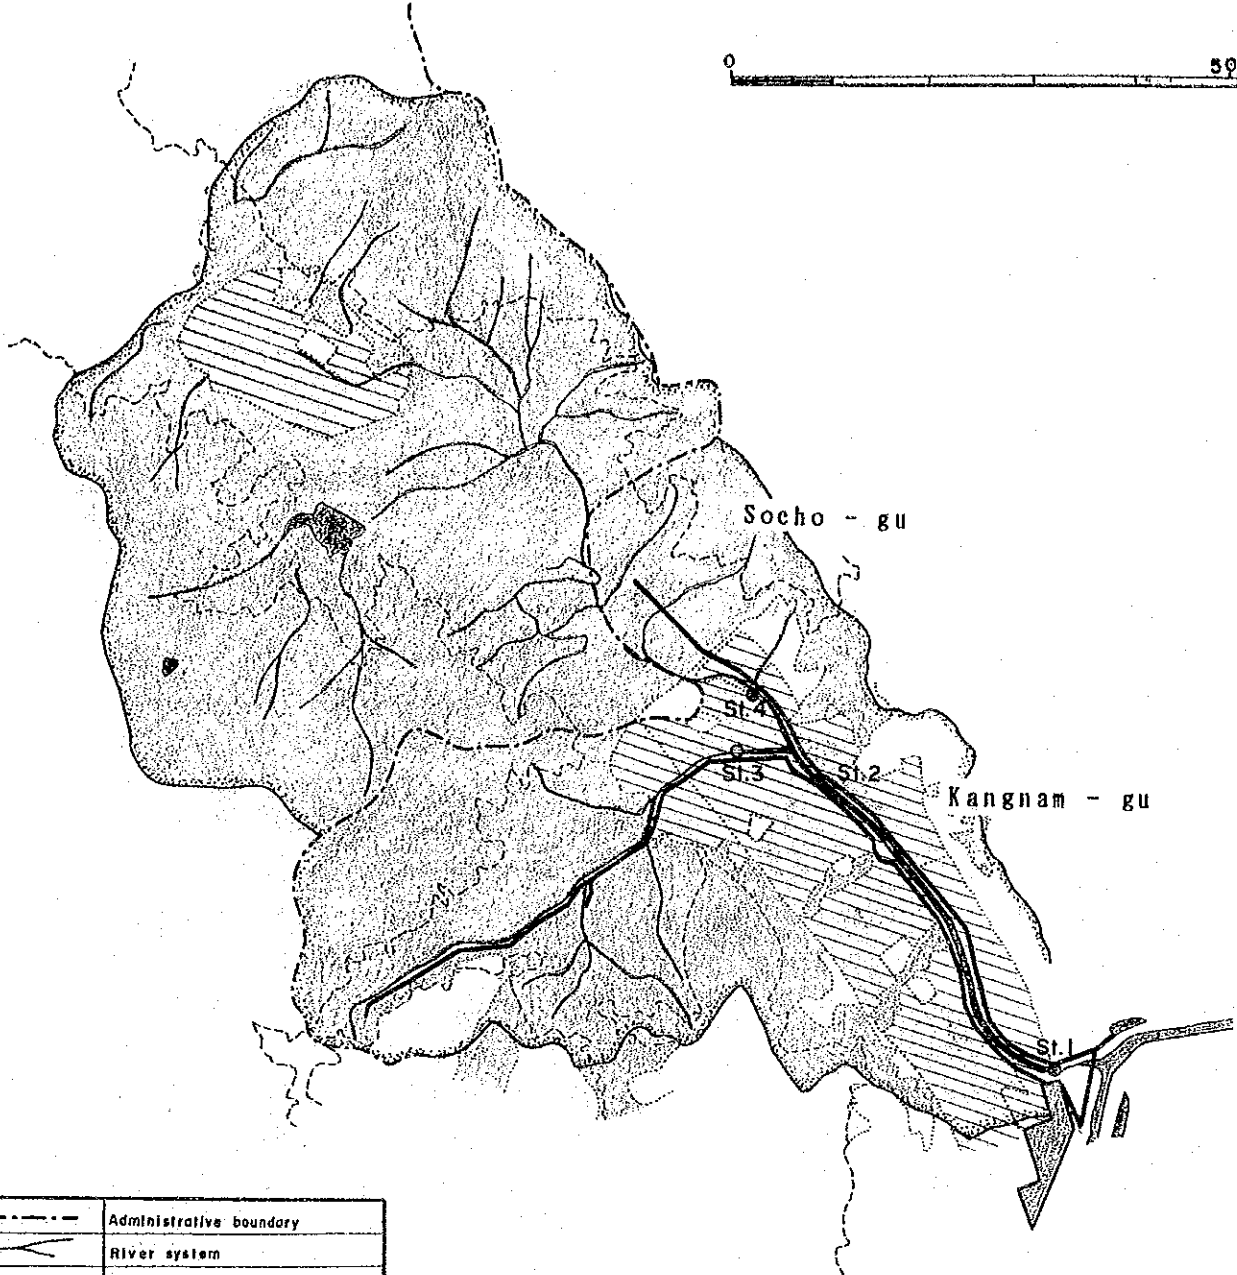 0 50
Socho - gu
St.4
St.3
St.2
Kangnam - gu
St.1
Administrative boundary
River system